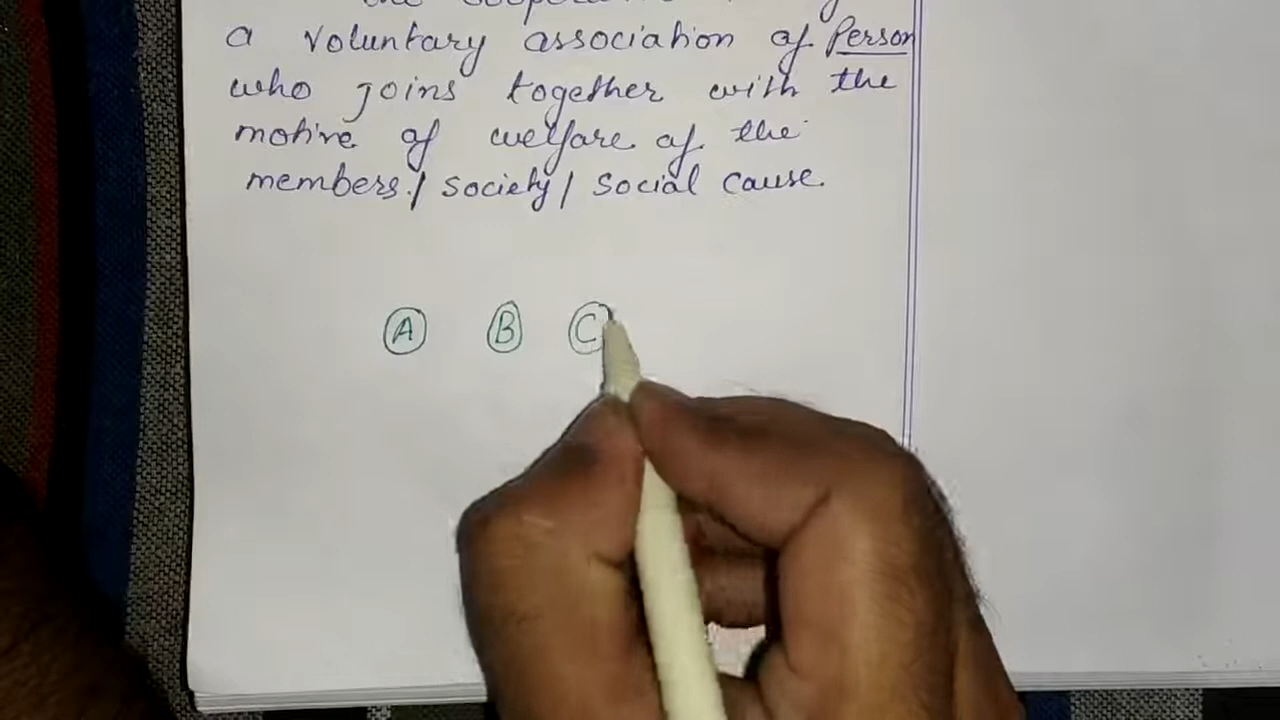 a voluntary association of Person
who joins together with the
motive of welfare of the
members./ society/ social cause.
A B C